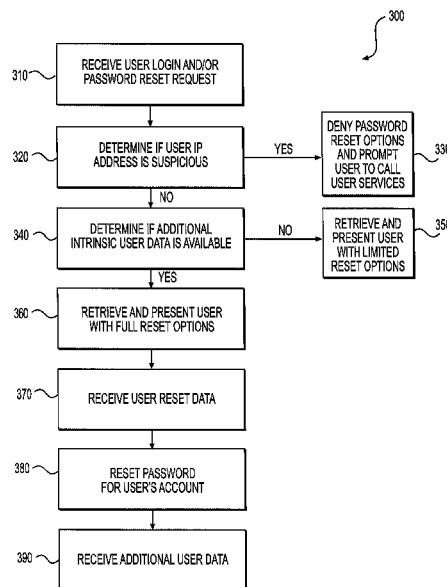 300
310
RECEIVE USER LOGIN AND/OR
PASSWORD RESET REQUEST
320
DETERMINE IF USER IP
ADDRESS IS SUSPICIOUS
YES
DENY PASSWORD
RESET OPTIONS
AND PROMPT
USER TO CALL
USER SERVICES
330
NO
340
DETERMINE IF ADDITIONAL
INTRINSIC USER DATA IS AVAILABLE
NO
RETRIEVE AND
PRESENT USER
WITH LIMITED
RESET OPTIONS
350
YES
360
RETRIEVE AND PRESENT USER
WITH FULL RESET OPTIONS
370
RECEIVE USER RESET DATA
380
RESET PASSWORD
FOR USER'S ACCOUNT
390
RECEIVE ADDITIONAL USER DATA